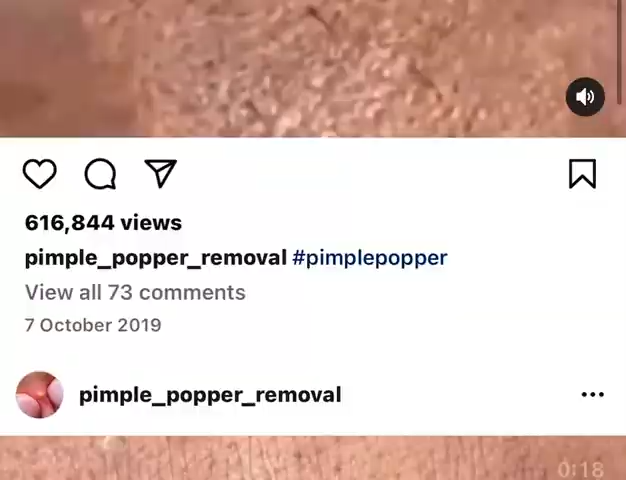 616,844 views
pimple_popper_removal #pimplepopper
View all 73 comments
7 October 2019
pimple_popper_removal
0:18